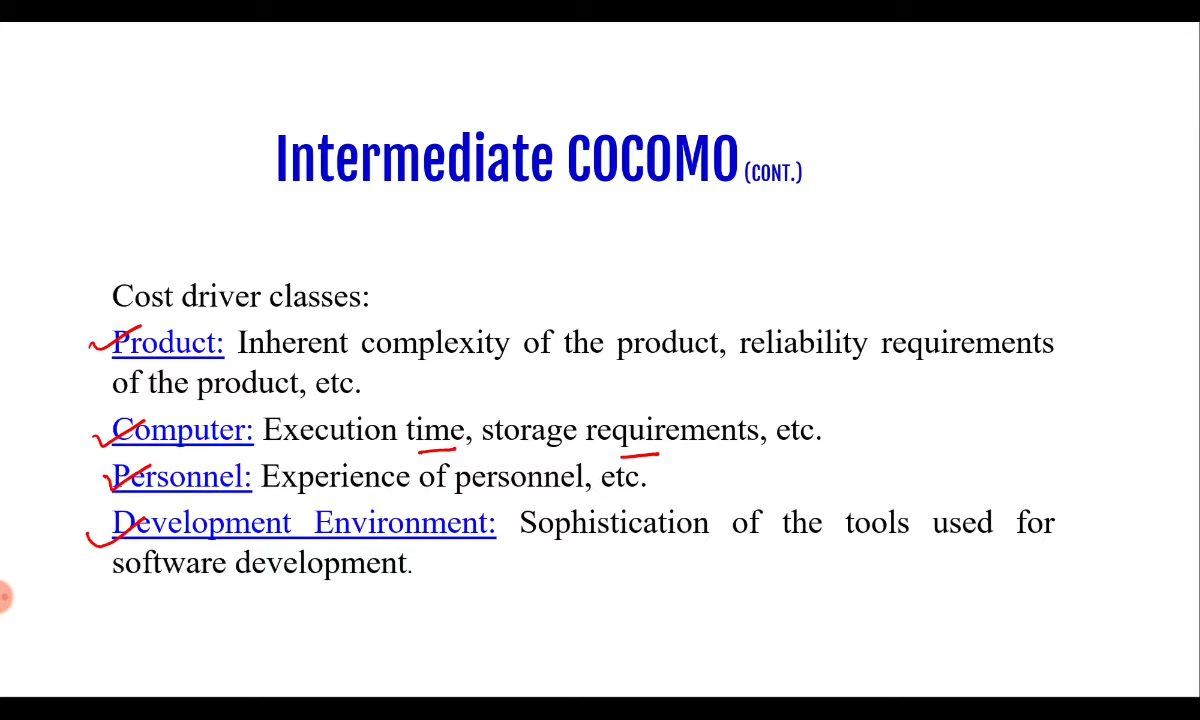 Intermediate COCOMO (CONT.)
Cost driver classes:
Product: Inherent complexity of the product, reliability requirements
of the product, etc.
Computer: Execution time, storage requirements, etc.
Personnel: Experience of personnel, etc.
Development Environment: Sophistication of the tools used for
software development.